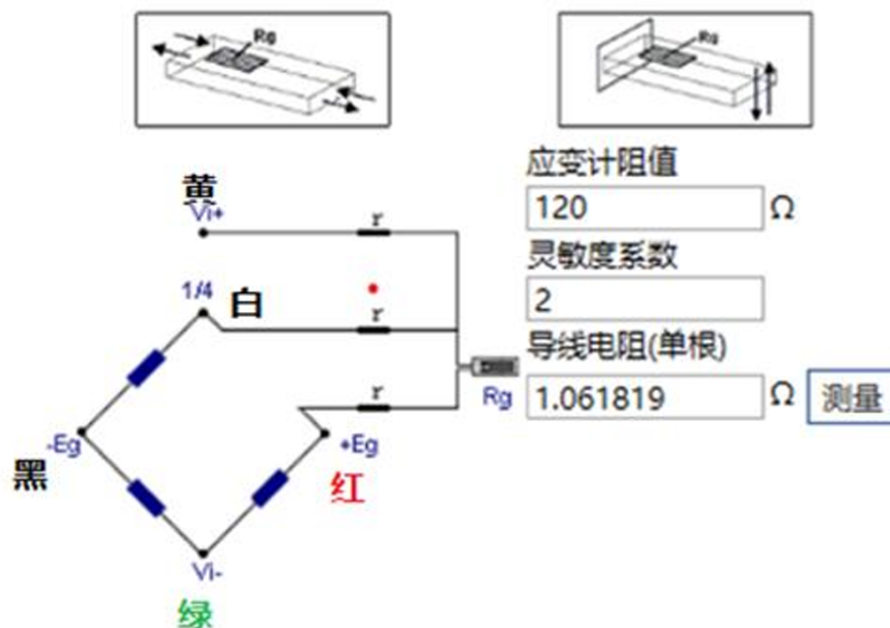 Rg
Rg
应变计阻值
黄
Vi+
r
120 Ω
灵敏度系数
1/4
白
r
2
导线电阻(单根)
r
Rg
1.061819 Ω 测量
-Eg
+Eg
黑
红
Vi-
绿